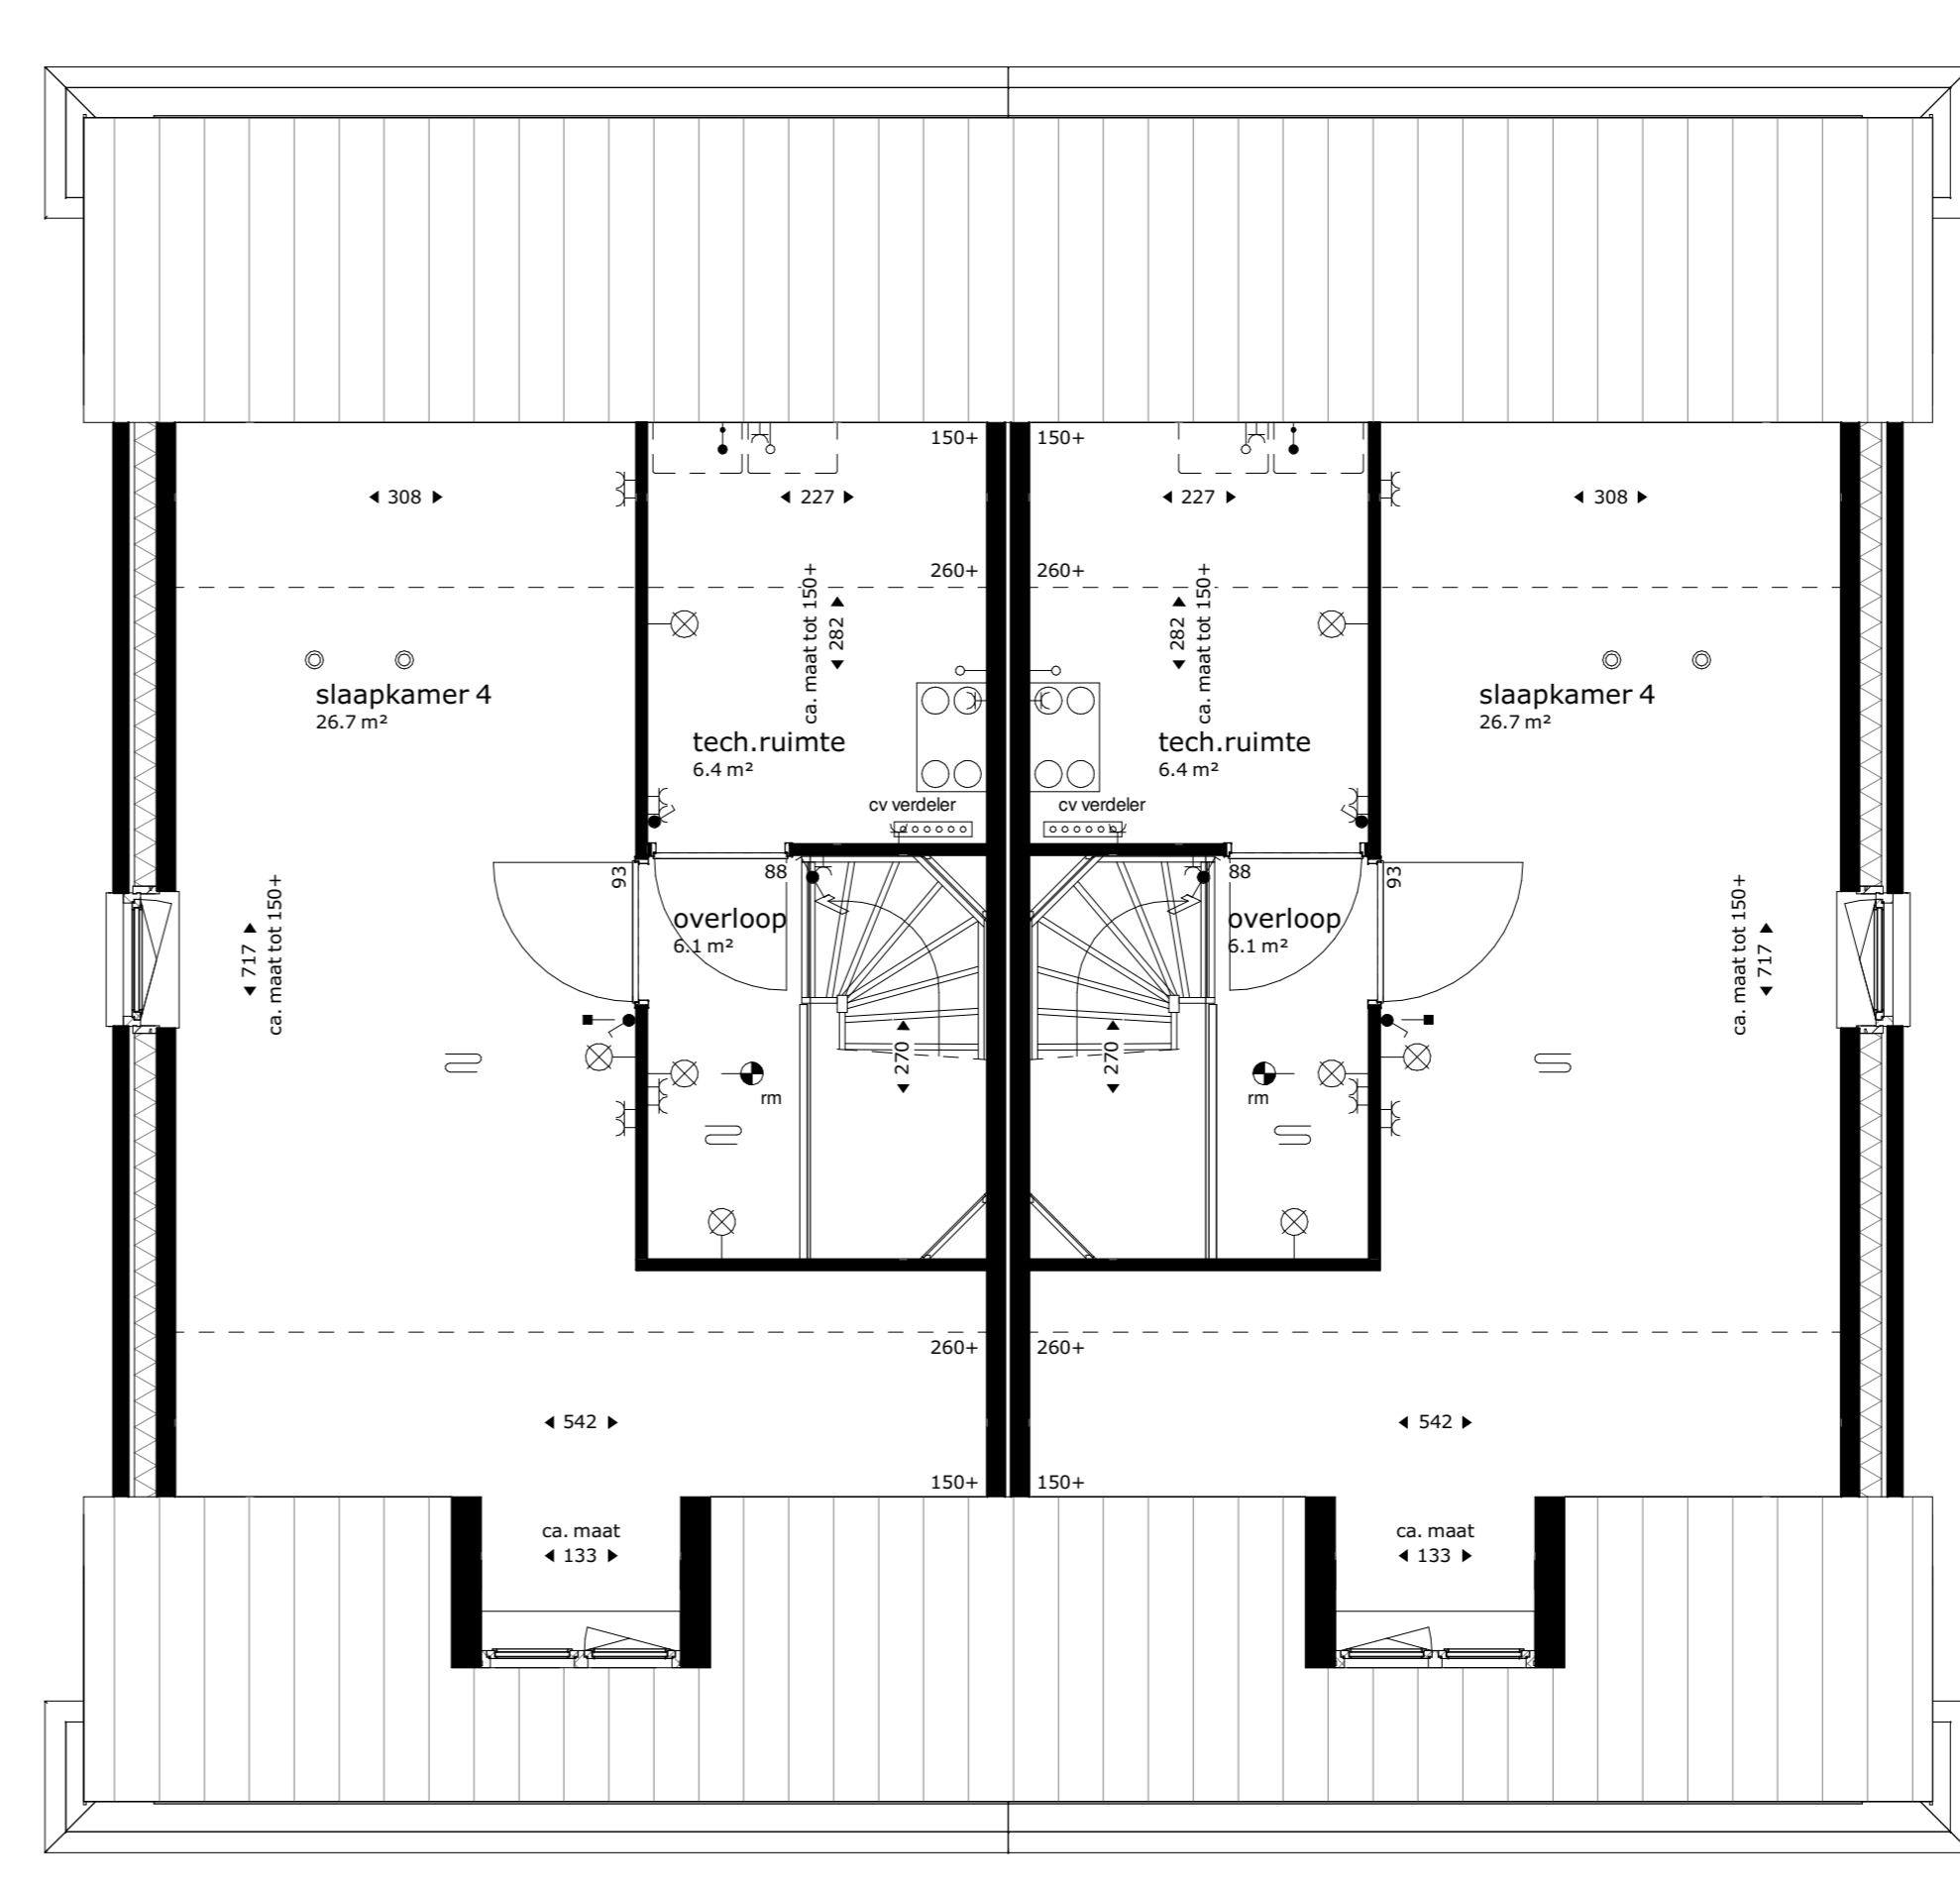 150+ 150+
308 227 227 308
260+ 260+
ca. maat tot 150+
282
282
ca. maat tot 150+
slaapkamer 4
26.7 m²
slaapkamer 4
26.7 m²
tech.ruimte
6.4 m²
tech.ruimte
6.4 m²
cv verdeler cv verdeler
93 88 88 93
overloop
6.1 m²
overloop
6.1 m²
717
ca. maat tot 150+
ca. maat tot 150+
717
270 270
rm rm
260+ 260+
542 542
150+ 150+
ca. maat
133
ca. maat
133